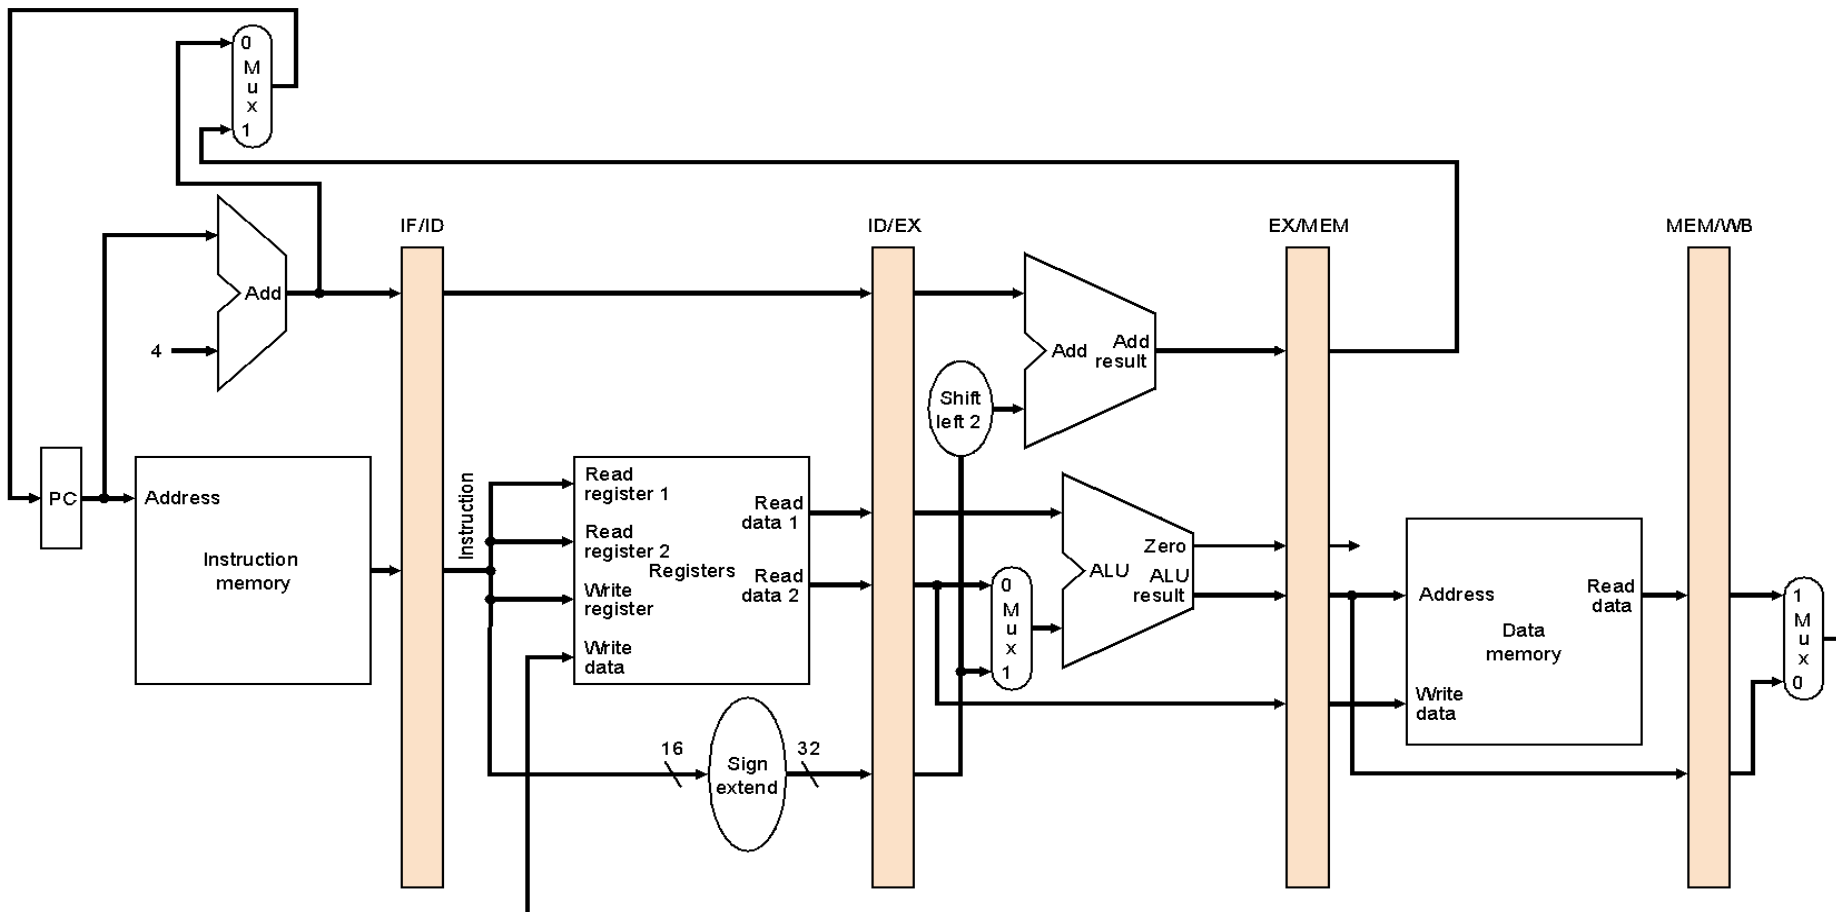 0
M
u
x
1
IF/ID
ID/EX
EX/MEM
MEM/WB
Add
4
Add
Add
result
Shift
left 2
PC
Address
Instruction
memory
Instruction
Read
register 1
Read
register 2
Write
register
Write
data
Registers
Read
data 1
Read
data 2
0
M
u
x
1
Zero
ALU
ALU
result
Address
Read
data
Data
memory
Write
data
1
M
u
x
0
16
Sign
extend
32